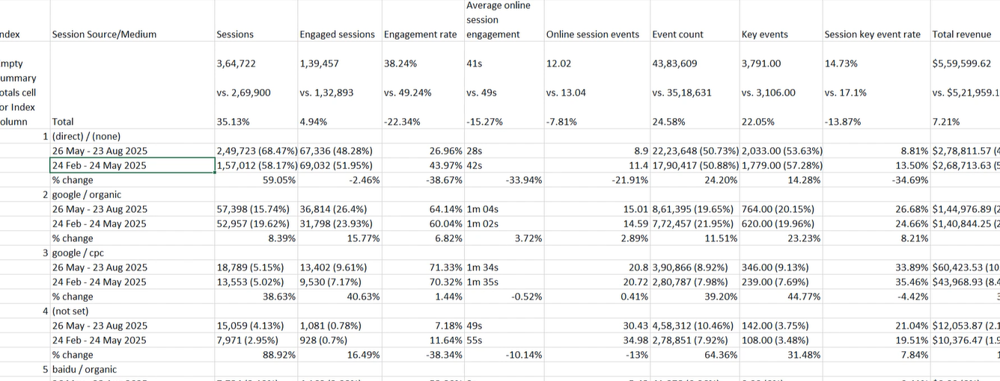 Average online
session
ndex Session Source/Medium Sessions Engaged sessions Engagement rate engagement Online session events Event count Key events Session key event rate Total revenue
mpty 3,64,722 1,39,457 38.24% 41s 12.02 43,83,609 3,791.00 14.73% $5,59,599.62
ummary
otals cell vs. 2,69,900 vs. 1,32,893 vs. 49.24% vs. 49s vs. 13.04 vs. 35,18,631 vs. 3,106.00 vs. 17.1% vs. $5,21,959.1
or Index
olumn Total 35.13% 4.94% -22.34% -15.27% -7.81% 24.58% 22.05% -13.87% 7.21%
1 (direct) / (none)
26 May - 23 Aug 2025 2,49,723 (68.47%) 67,336 (48.28%) 26.96% 28s 8.9 22,23,648 (50.73%) 2,033.00 (53.63%) 8.81% $2,78,811.57 (4
24 Feb - 24 May 2025 1,57,012 (58.17%) 69,032 (51.95%) 43.97% 42s 11.4 17,90,417 (50.88%) 1,779.00 (57.28%) 13.50% $2,68,713.63 (5
% change 59.05% -2.46% -38.67% -33.94% -21.91% 24.20% 14.28% -34.69%
2 google / organic
26 May - 23 Aug 2025 57,398 (15.74%) 36,814 (26.4%) 64.14% 1m 04s 15.01 8,61,395 (19.65%) 764.00 (20.15%) 26.68% $1,44,976.89 (2
24 Feb - 24 May 2025 52,957 (19.62%) 31,798 (23.93%) 60.04% 1m 02s 14.59 7,72,457 (21.95%) 620.00 (19.96%) 24.66% $1,40,844.25 (2
% change 8.39% 15.77% 6.82% 3.72% 2.89% 11.51% 23.23% 8.21%
3 google / cpc
26 May - 23 Aug 2025 18,789 (5.15%) 13,402 (9.61%) 71.33% 1m 34s 20.8 3,90,866 (8.92%) 346.00 (9.13%) 33.89% $60,423.53 (10
24 Feb - 24 May 2025 13,553 (5.02%) 9,530 (7.17%) 70.32% 1m 35s 20.72 2,80,787 (7.98%) 239.00 (7.69%) 35.46% $43,968.93 (8.4
% change 38.63% 40.63% 1.44% -0.52% 0.41% 39.20% 44.77% -4.42% 3
4 (not set)
26 May - 23 Aug 2025 15,059 (4.13%) 1,081 (0.78%) 7.18% 49s 30.43 4,58,312 (10.46%) 142.00 (3.75%) 21.04% $12,053.87 (2.1
24 Feb - 24 May 2025 7,971 (2.95%) 928 (0.7%) 11.64% 55s 34.98 2,78,851 (7.92%) 108.00 (3.48%) 19.51% $10,376.47 (1.9
% change 88.92% 16.49% -38.34% -10.14% -13% 64.36% 31.48% 7.84% 1
5 baidu / organic